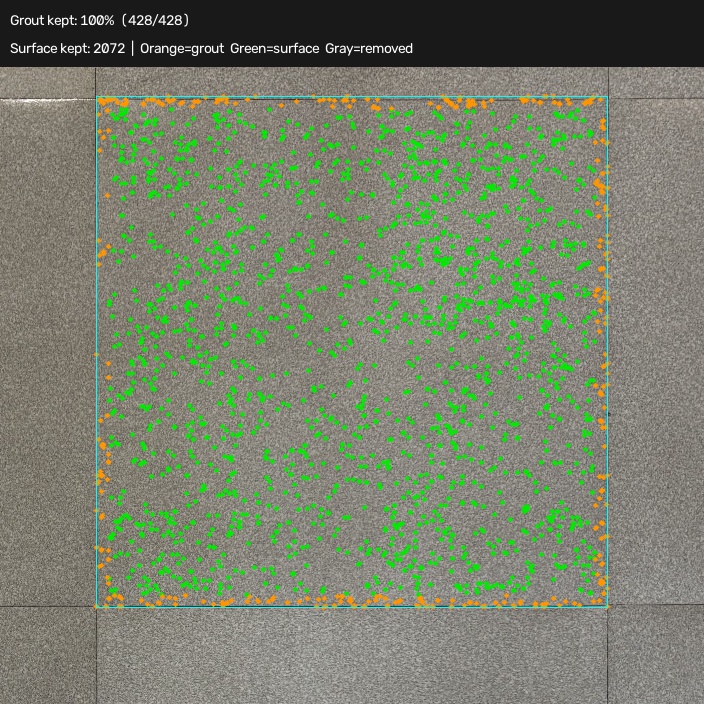 Grout kept: 100% (428/428)
Surface kept: 2072 | Orange=grout Green=surface Gray=removed